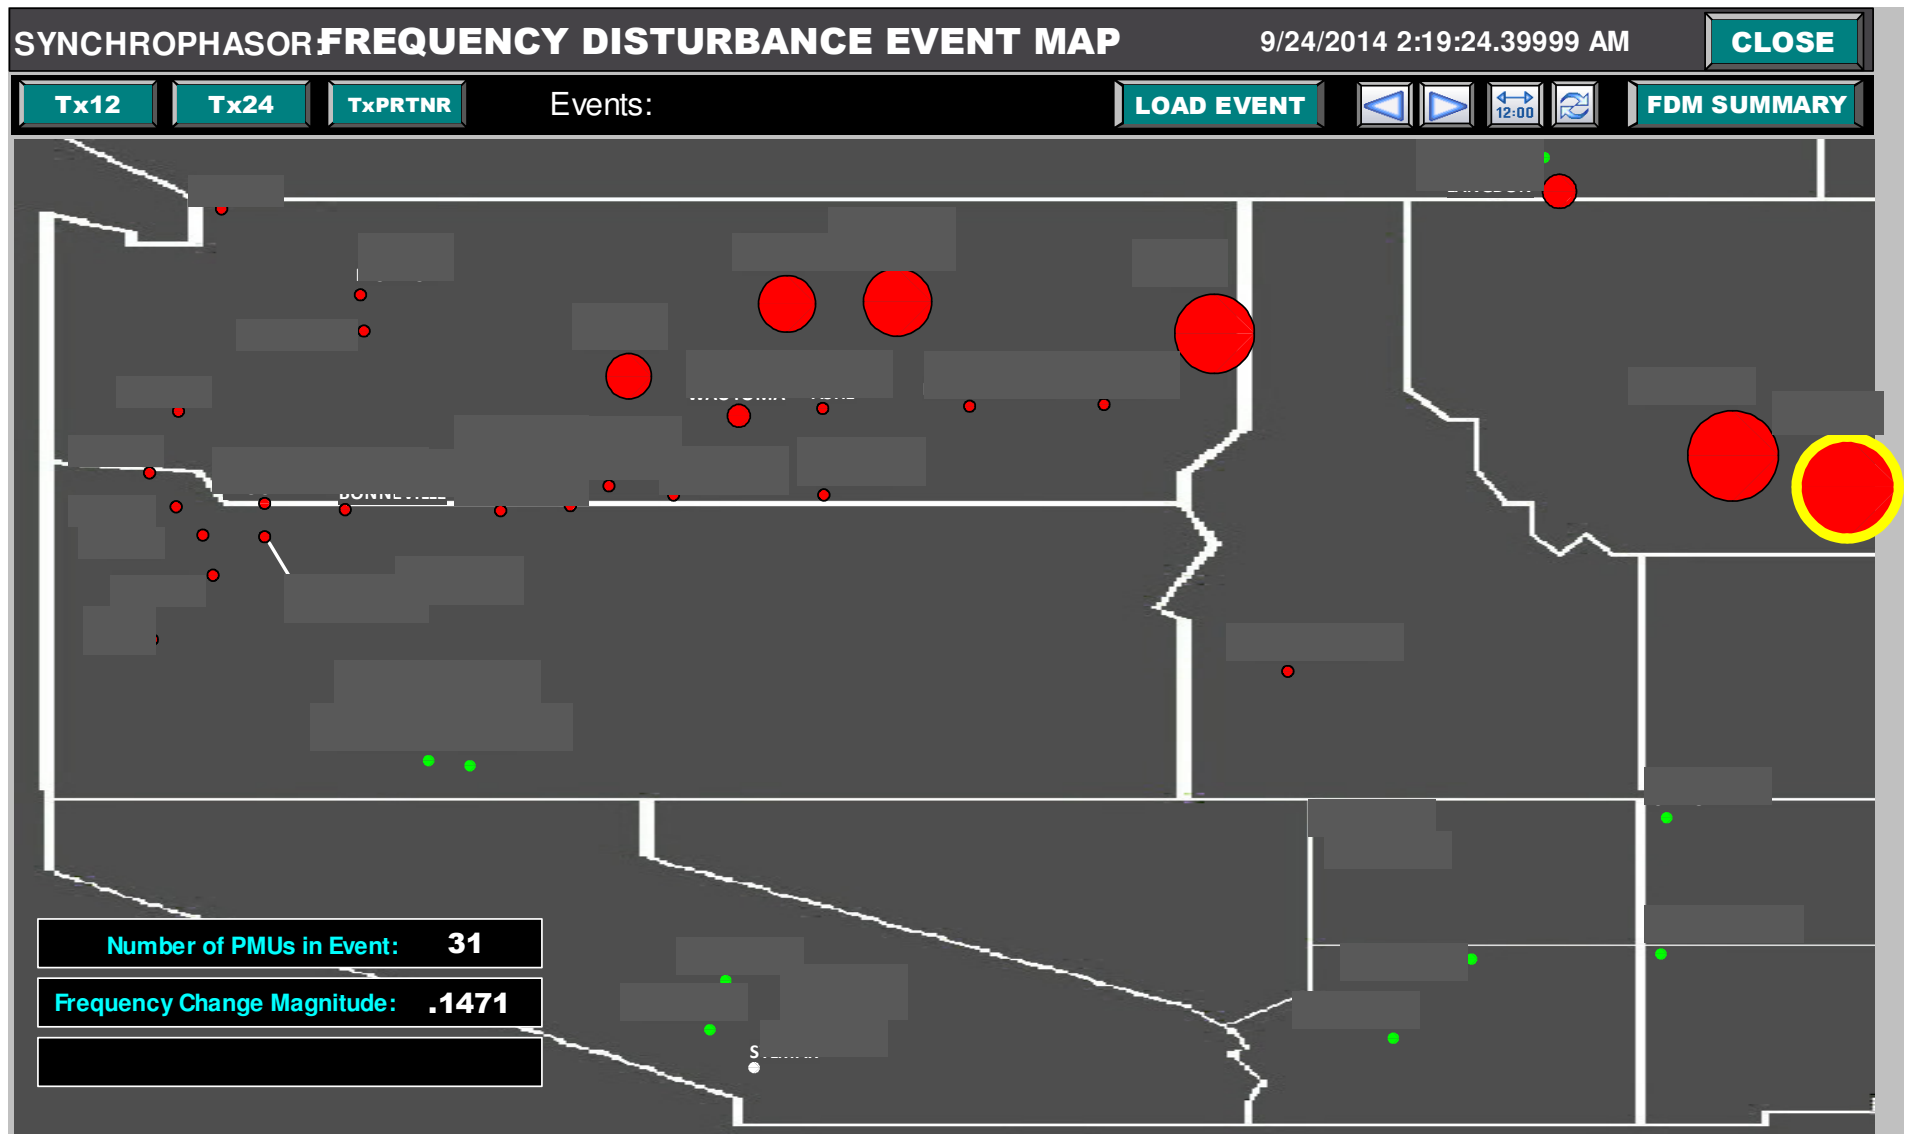 SYNCHROPHASOR: FREQUENCY DISTURBANCE EVENT MAP 9/24/2014 2:19:24.39999 AM CLOSE
Tx12 Tx24 TxPRTNR Events: LOAD EVENT 12:00 FDM SUMMARY
BONNEVILLE
Number of PMUs in Event: 31
Frequency Change Magnitude: .1471